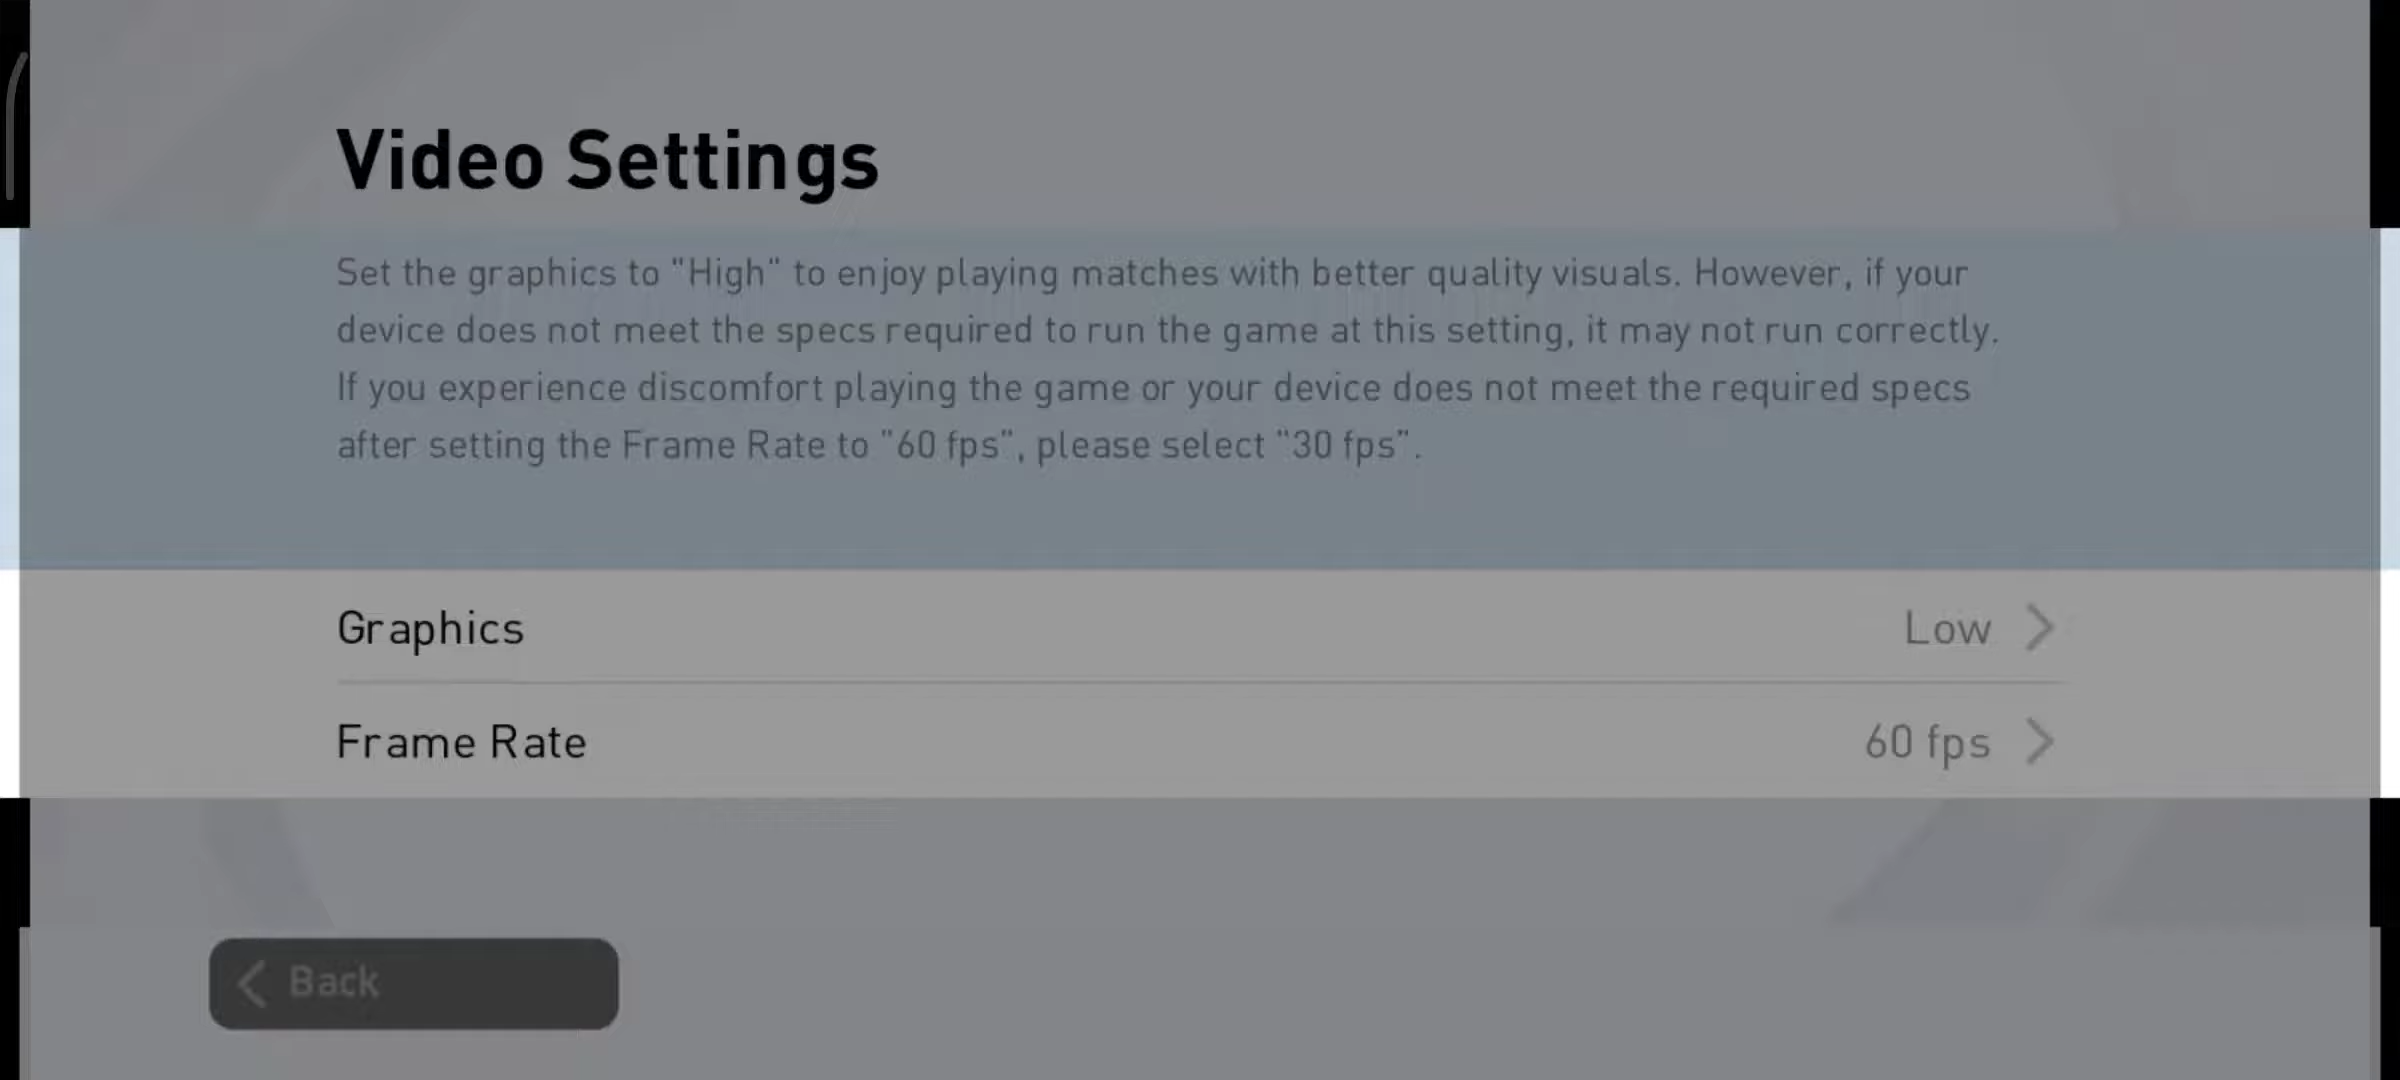 Video Settings
Set the graphics to "High" to enjoy playing matches with better quality visuals. However, if your
device does not meet the specs required to run the game at this setting, it may not run correctly.
If you experience discomfort playing the game or your device does not meet the required specs
after setting the Frame Rate to "60 fps", please select "30 fps".
Graphics Low
Frame Rate 60 fps
Back